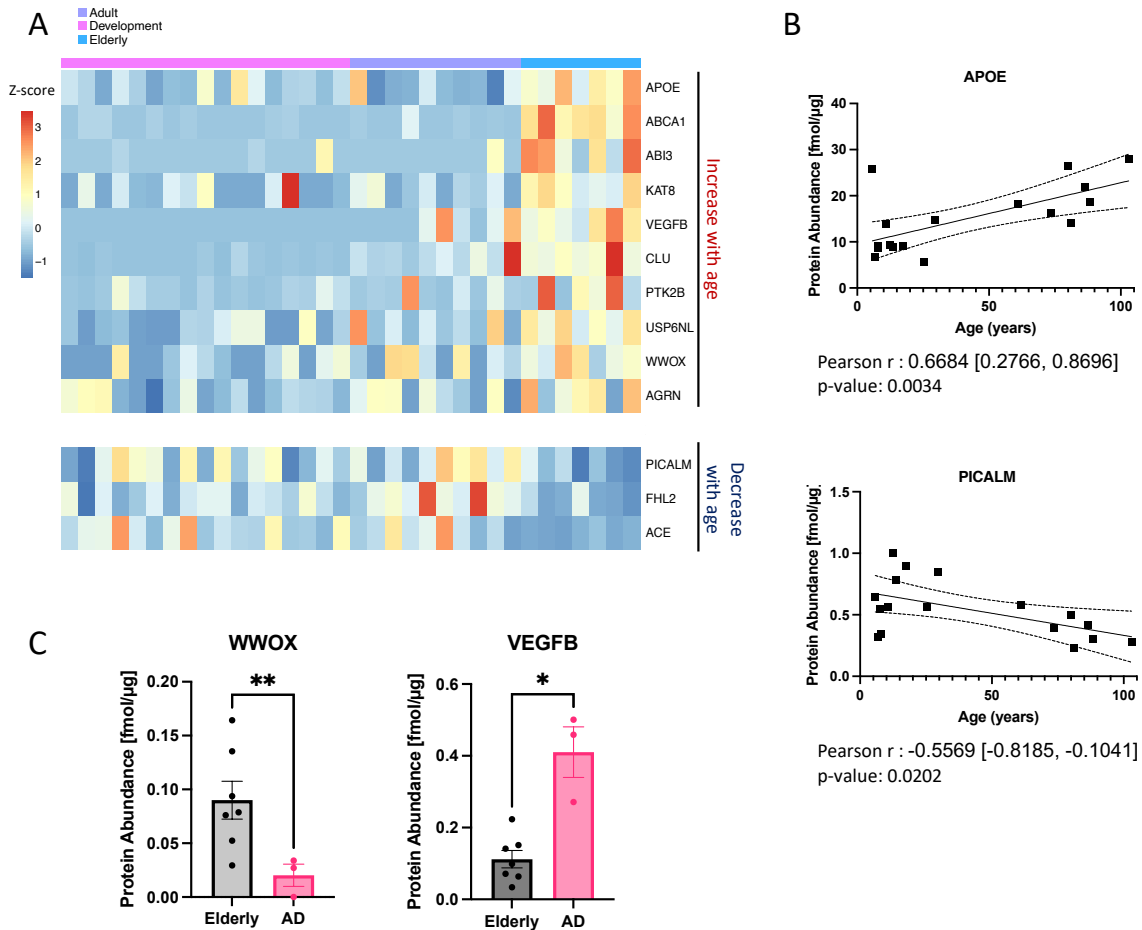 A
Adult
Development
Elderly
Z-score
3
2
1
0
−1
APOE
ABCA1
ABI3
KAT8
VEGFB
CLU
PTK2B
USP6NL
WWOX
AGRN
Increase with age
PICALM
FHL2
ACE
Decrease
with age
B
APOE
Protein Abundance [fmol/µg]
40
30
20
10
0
0
50
100
Age (years)
Pearson r : 0.6684 [0.2766, 0.8696]
p-value: 0.0034
PICALM
Protein Abundance [fmol/µg]
1.5
1.0
0.5
0.0
0
50
100
Age (years)
Pearson r : -0.5569 [-0.8185, -0.1041]
p-value: 0.0202
C
WWOX
Protein Abundance [fmol/µg]
0.20
0.15
0.10
0.05
0.00
**
Elderly
AD
VEGFB
Protein Abundance [fmol/µg]
0.6
0.4
0.2
0.0
*
Elderly
AD